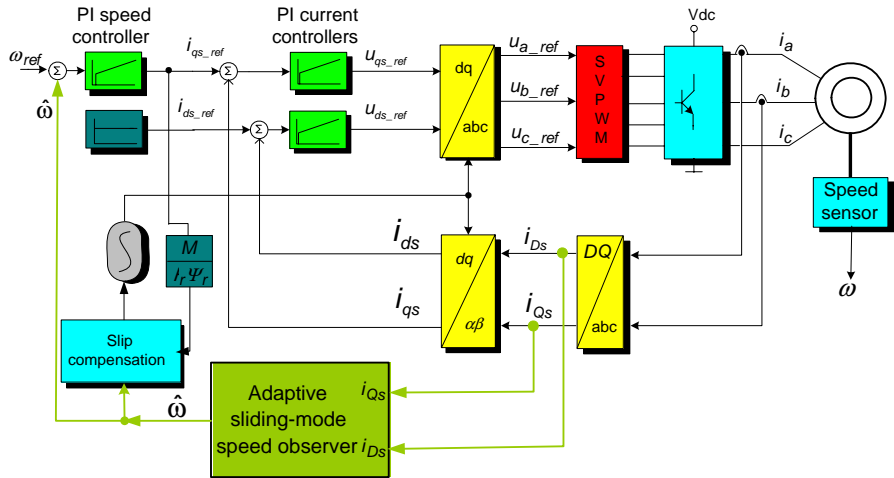 PI speed
controller
PI current
controllers
Vdc
ω_ref
Σ
i_qs_ref
Σ
u_qs_ref
dq
abc
u_a_ref
u_b_ref
u_c_ref
S
V
P
W
M
i_a
i_b
i_c
ω̂
i_ds_ref
Σ
u_ds_ref
Speed
sensor
ω
M
Ψ_r
i_ds
i_qs
dq
αβ
i_Ds
i_Qs
DQ
abc
Slip
compensation
ω̂
Adaptive
sliding-mode
speed observer
i_Qs
i_Ds